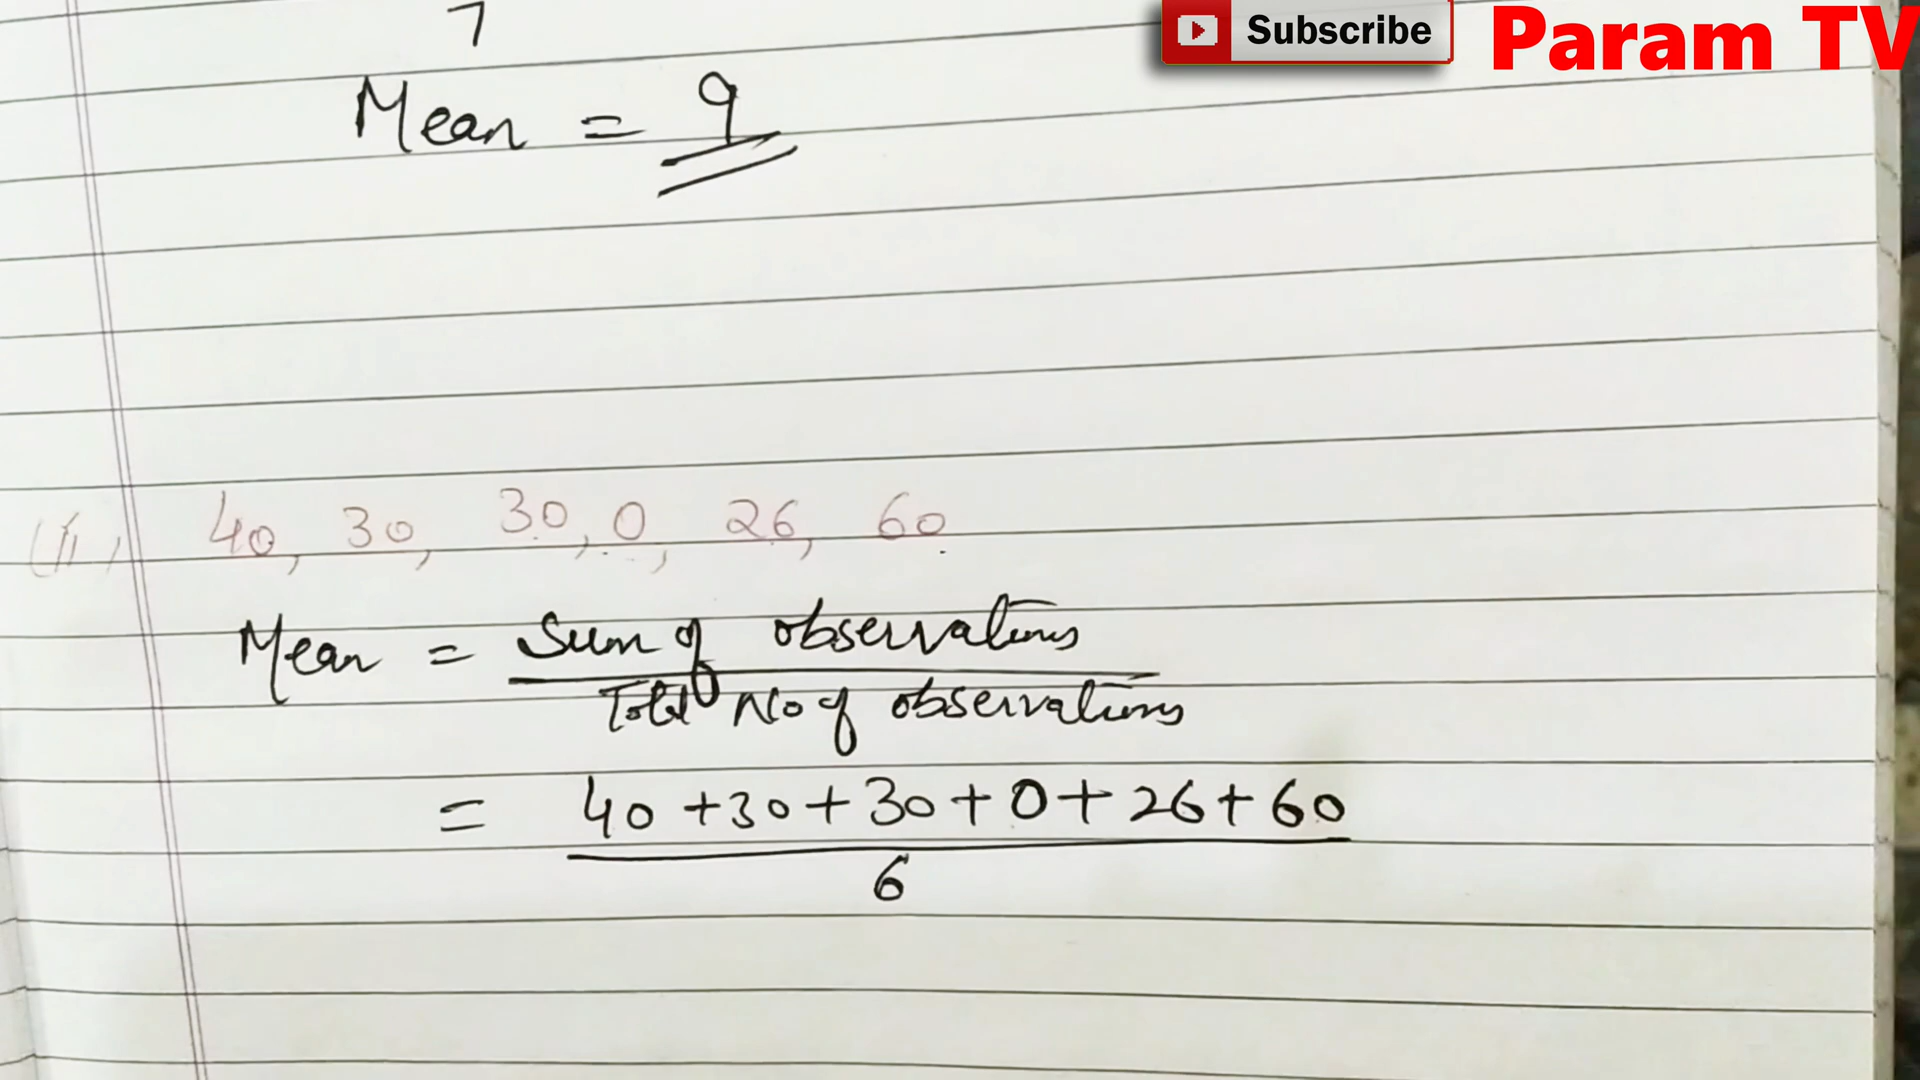 Subscribe Param TV
7
Mean = 9
(ii) 40, 30, 30, 0, 26, 60.
Mean = Sum of observations
Total No of observations
= 40 + 30 + 30 + 0 + 26 + 60
6